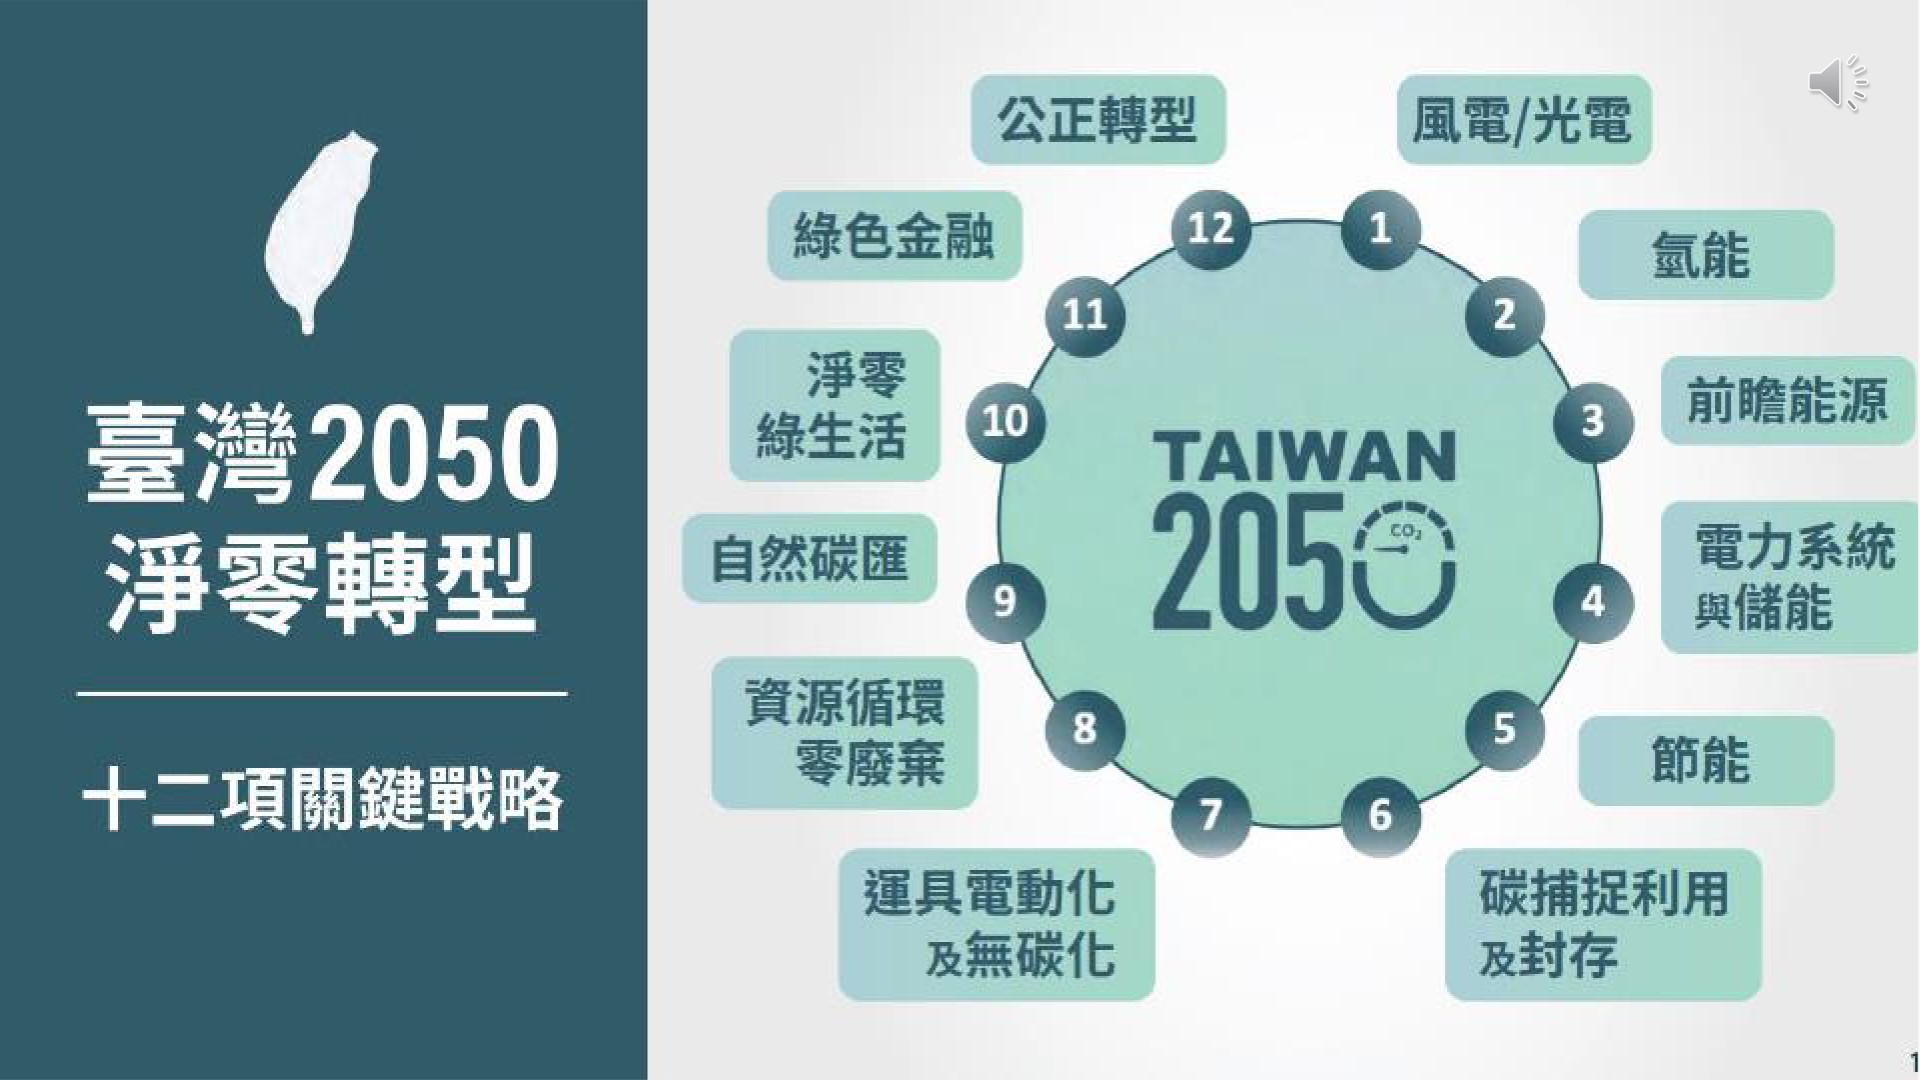 臺灣2050
淨零轉型
十二項關鍵戰略
TAIWAN
2050
CO₂
1
風電/光電
2
氫能
3
前瞻能源
4
電力系統
與儲能
5
節能
6
碳捕捉利用
及封存
7
運具電動化
及無碳化
8
資源循環
零廢棄
9
自然碳匯
10
淨零
綠生活
11
綠色金融
12
公正轉型
1